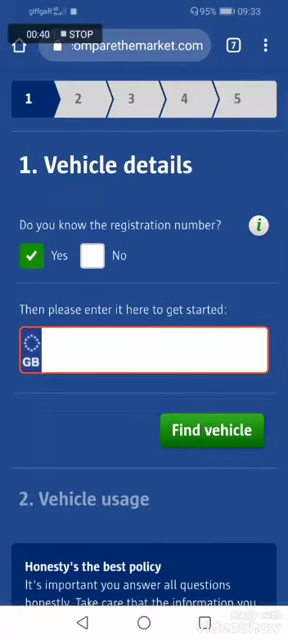 giffgaff 95% 09:33
00:40 STOP
omparethemarket.com 7
1 2 3 4 5
1. Vehicle details
Do you know the registration number? i
Yes No
Then please enter it here to get started:
GB
Find vehicle
2. Vehicle usage
Honesty's the best policy
It's important you answer all questions
honestly. Take care that the information you
Made with
VideoShow